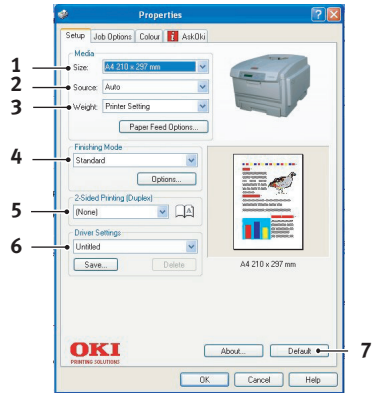 Properties
Setup Job Options Colour AskOki
Media
1 Size: A4 210 x 297 mm
2 Source: Auto
3 Weight: Printer Setting
Paper Feed Options...
4 Finishing Mode
Standard
Options...
2-Sided Printing (Duplex)
5 (None) A
Driver Settings
6 Untitled
Save... Delete
A4 210 x 297 mm
OKI
PRINTING SOLUTIONS
About... Default 7
OK Cancel Help